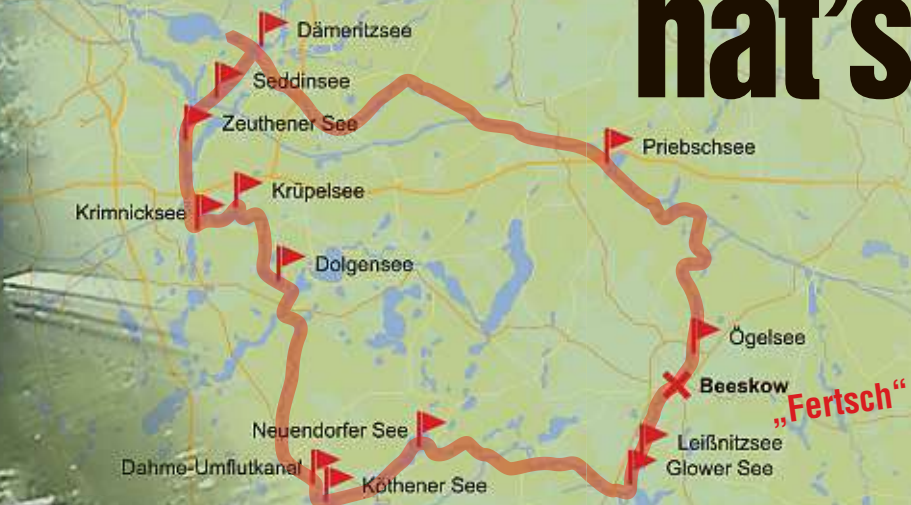 hat's
Dämeritzsee
Seddinsee
Zeuthener See
Priebschsee
Krüpelsee
Krimnicksee
Dolgensee
Ögelsee
Beeskow
„Fertsch“
Neuendorfer See
Leißnitzsee
Dahme-Umflutkanal
Glower See
Köthener See